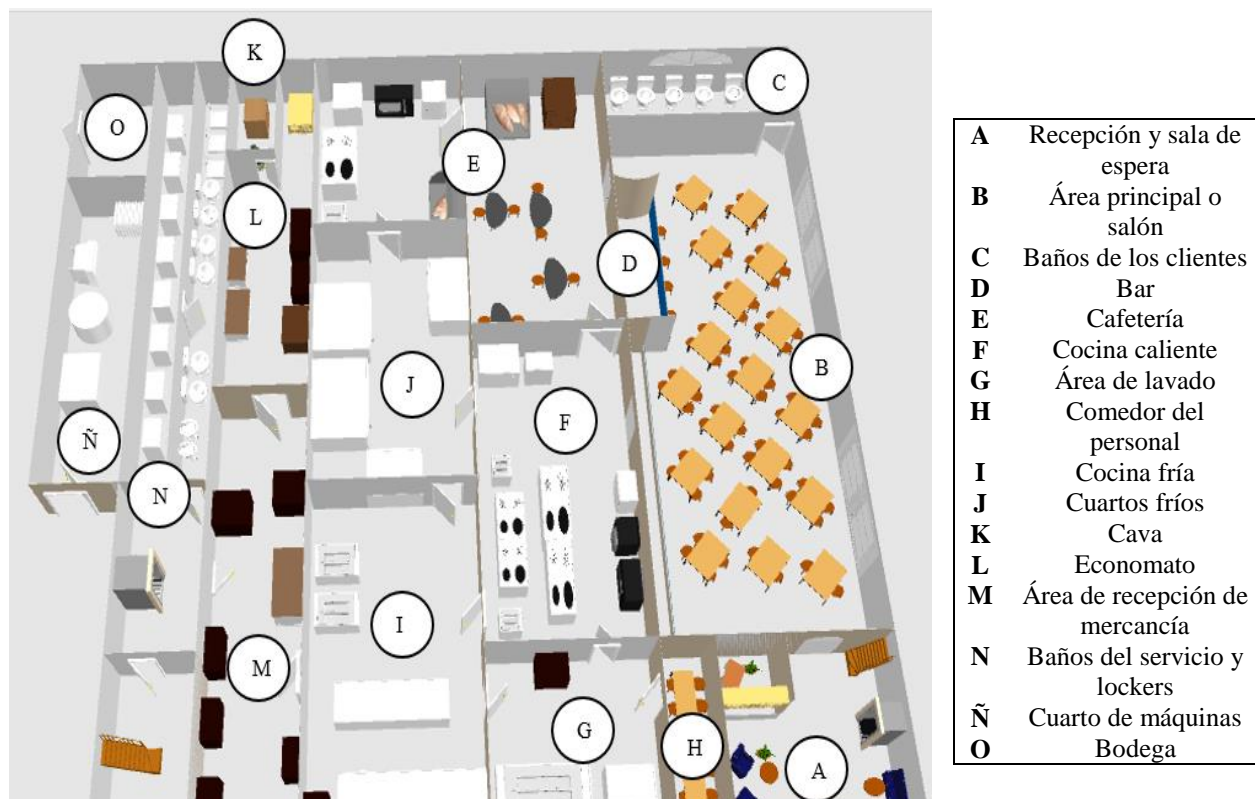 K
C
O
E
L
D
B
J
F
Ñ
N
I
M
G
H
A
A Recepción y sala de
espera
B Área principal o
salón
C Baños de los clientes
D Bar
E Cafetería
F Cocina caliente
G Área de lavado
H Comedor del
personal
I Cocina fría
J Cuartos fríos
K Cava
L Economato
M Área de recepción de
mercancía
N Baños del servicio y
lockers
Ñ Cuarto de máquinas
O Bodega